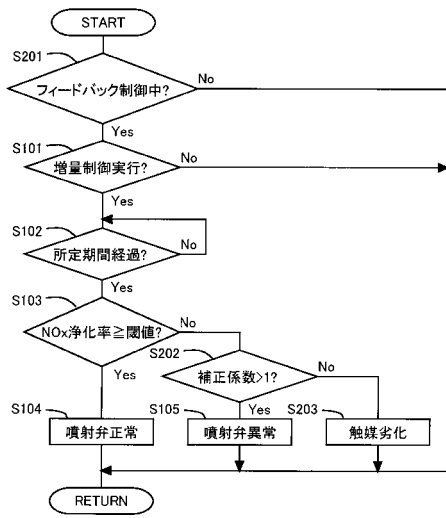 START
S201
フィードバック制御中?
No
Yes
S101
増量制御実行?
No
Yes
S102
所定期間経過?
No
Yes
S103
NOx浄化率≧閾値?
No
Yes
S202
補正係数>1?
No
Yes
S104
噴射弁正常
S105
噴射弁異常
S203
触媒劣化
RETURN